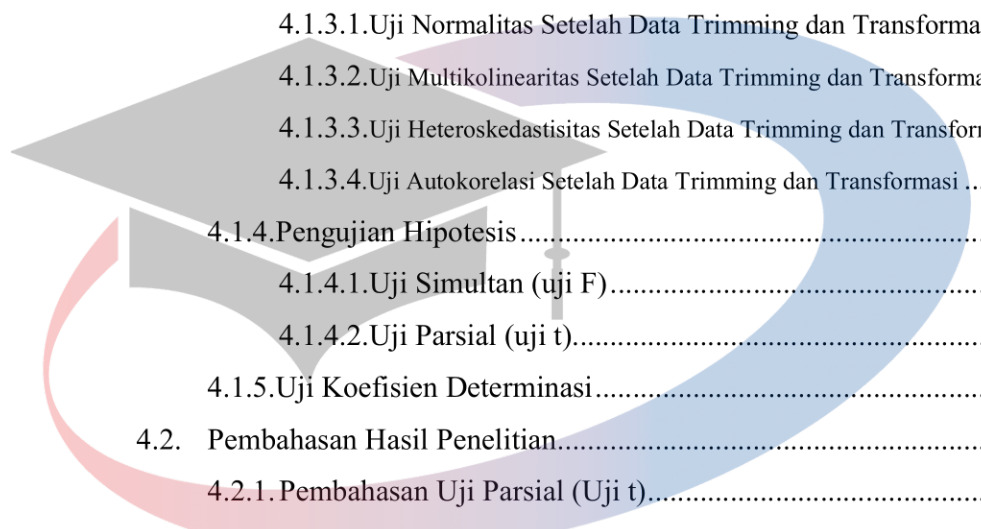 4.1.3.1.Uji Normalitas Setelah Data Trimming dan Transforma
4.1.3.2.Uji Multikolinearitas Setelah Data Trimming dan Transforma
4.1.3.3.Uji Heteroskedastisitas Setelah Data Trimming dan Transfor
4.1.3.4.Uji Autokorelasi Setelah Data Trimming dan Transformasi ...
4.1.4.Pengujian Hipotesis..............................................................
4.1.4.1.Uji Simultan (uji F)..................................................
4.1.4.2.Uji Parsial (uji t).......................................................
4.1.5.Uji Koefisien Determinasi....................................................
4.2. Pembahasan Hasil Penelitian.........................................................
4.2.1. Pembahasan Uji Parsial (Uji t).............................................